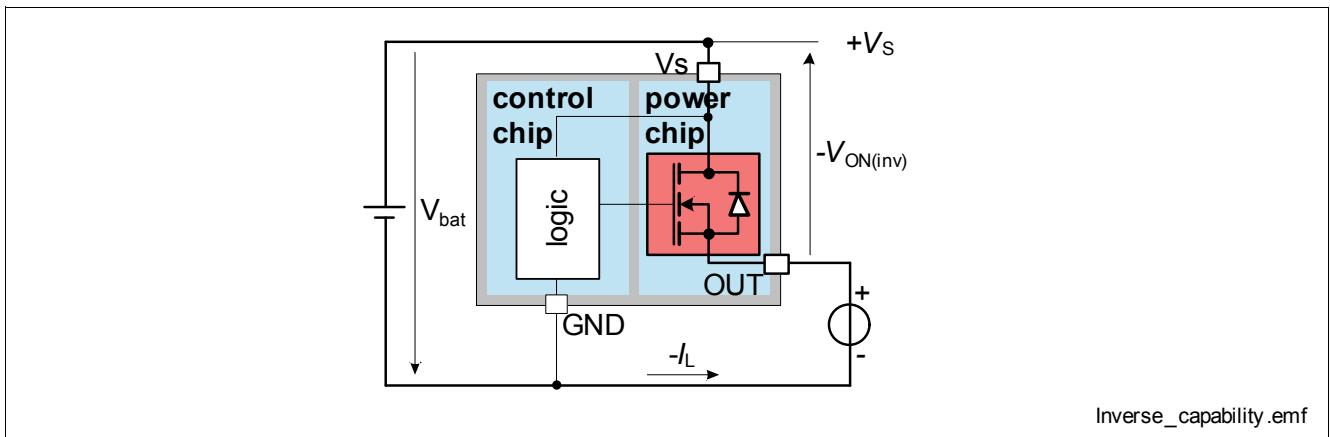 +VS
Vs
control
chip
power
chip
-VON(inv)
Vbat
logic
OUT
+
-
GND
-IL
Inverse_capability.emf